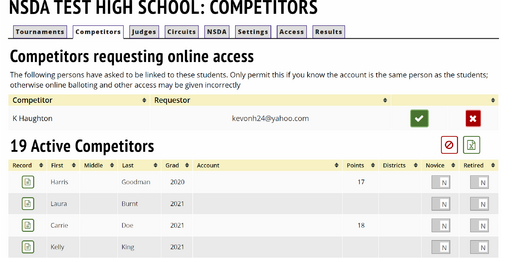 NSDA TEST HIGH SCHOOL: COMPETITORS
Tournaments Competitors Judges Circuits NSDA Settings Access Results
Competitors requesting online access
The following persons have asked to be linked to these students. Only permit this if you know the account is the same person as the students;
otherwise online balloting and other access may be given incorrectly
Competitor Requestor
K Haughton kevonh24@yahoo.com
19 Active Competitors
Record First Middle Last Grad Account Points Districts Novice Retired
Harris Goodman 2020 17 N N
Laura Burnt 2021 N N
Carrie Doe 2021 18 N N
Kelly King 2021 N N